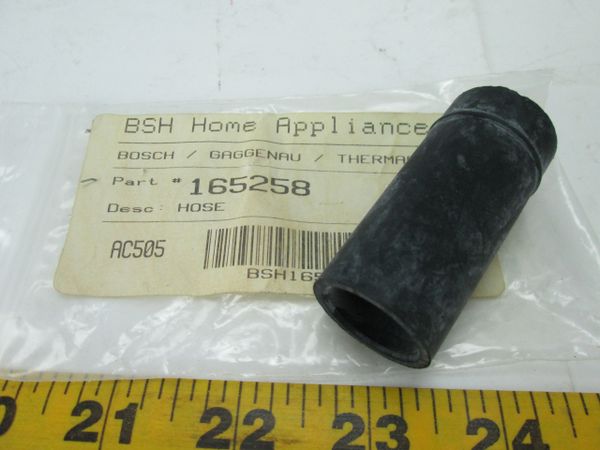 BSH Home Appliance
BOSCH / GAGGENAU / THERMA
Part # 165258
Desc: HOSE
AC505
BSH165
21 22 23 24